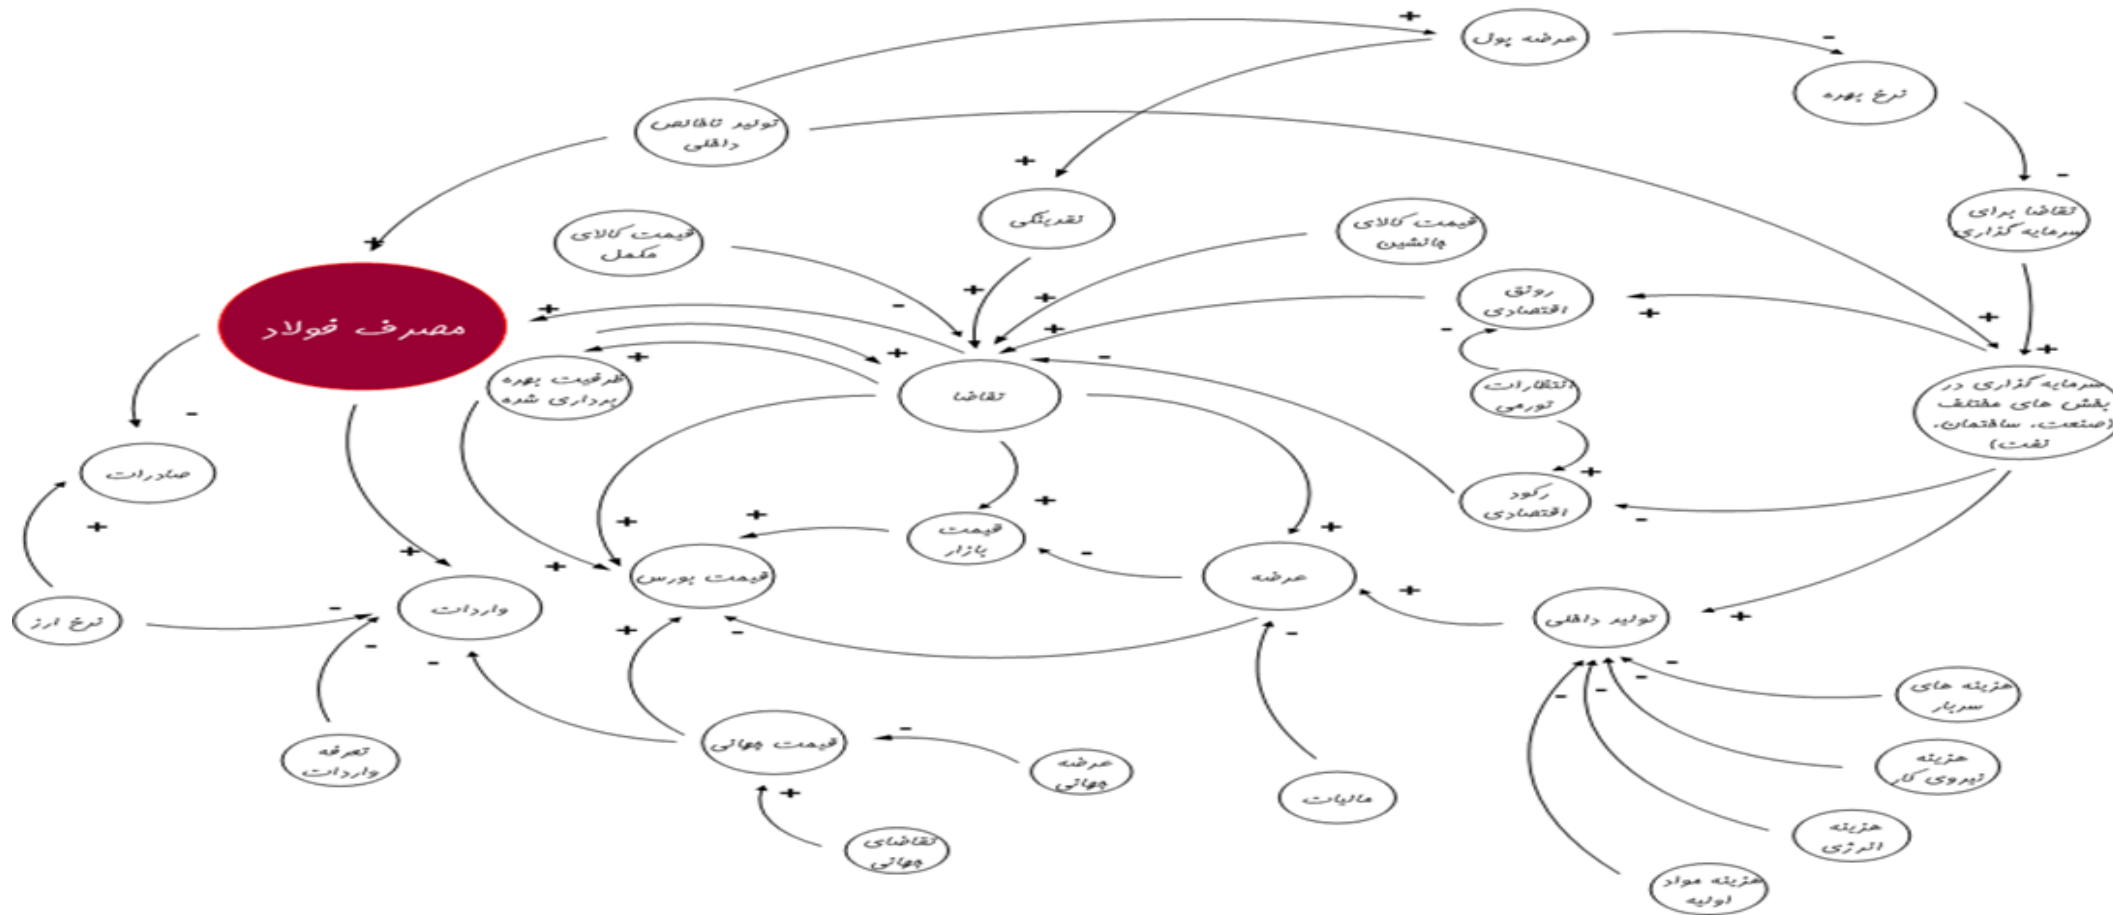 عرضه پول
نرخ بهره
تولید ناخالص
داخلی
تقاضا برای
سرمایه گذاری
نقدینگی
قیمت کالای
جانشین
قیمت کالای
مکمل
رونق
اقتصادی
مصرف فولاد
ظرفیت بهره
برداری شده
تقاضا
انتظارات
تورمی
سرمایه گذاری در
بخش های مختلف
(صنعت، ساختمان،
نفت)
صادرات
رکود
اقتصادی
قیمت
بازار
قیمت بورس
عرضه
واردات
نرخ ارز
تولید داخلی
هزینه های
سربار
قیمت جهانی
تعرفه
واردات
عرضه
جهانی
هزینه
نیروی کار
مالیات
هزینه
انرژی
تقاضای
جهانی
هزینه مواد
اولیه